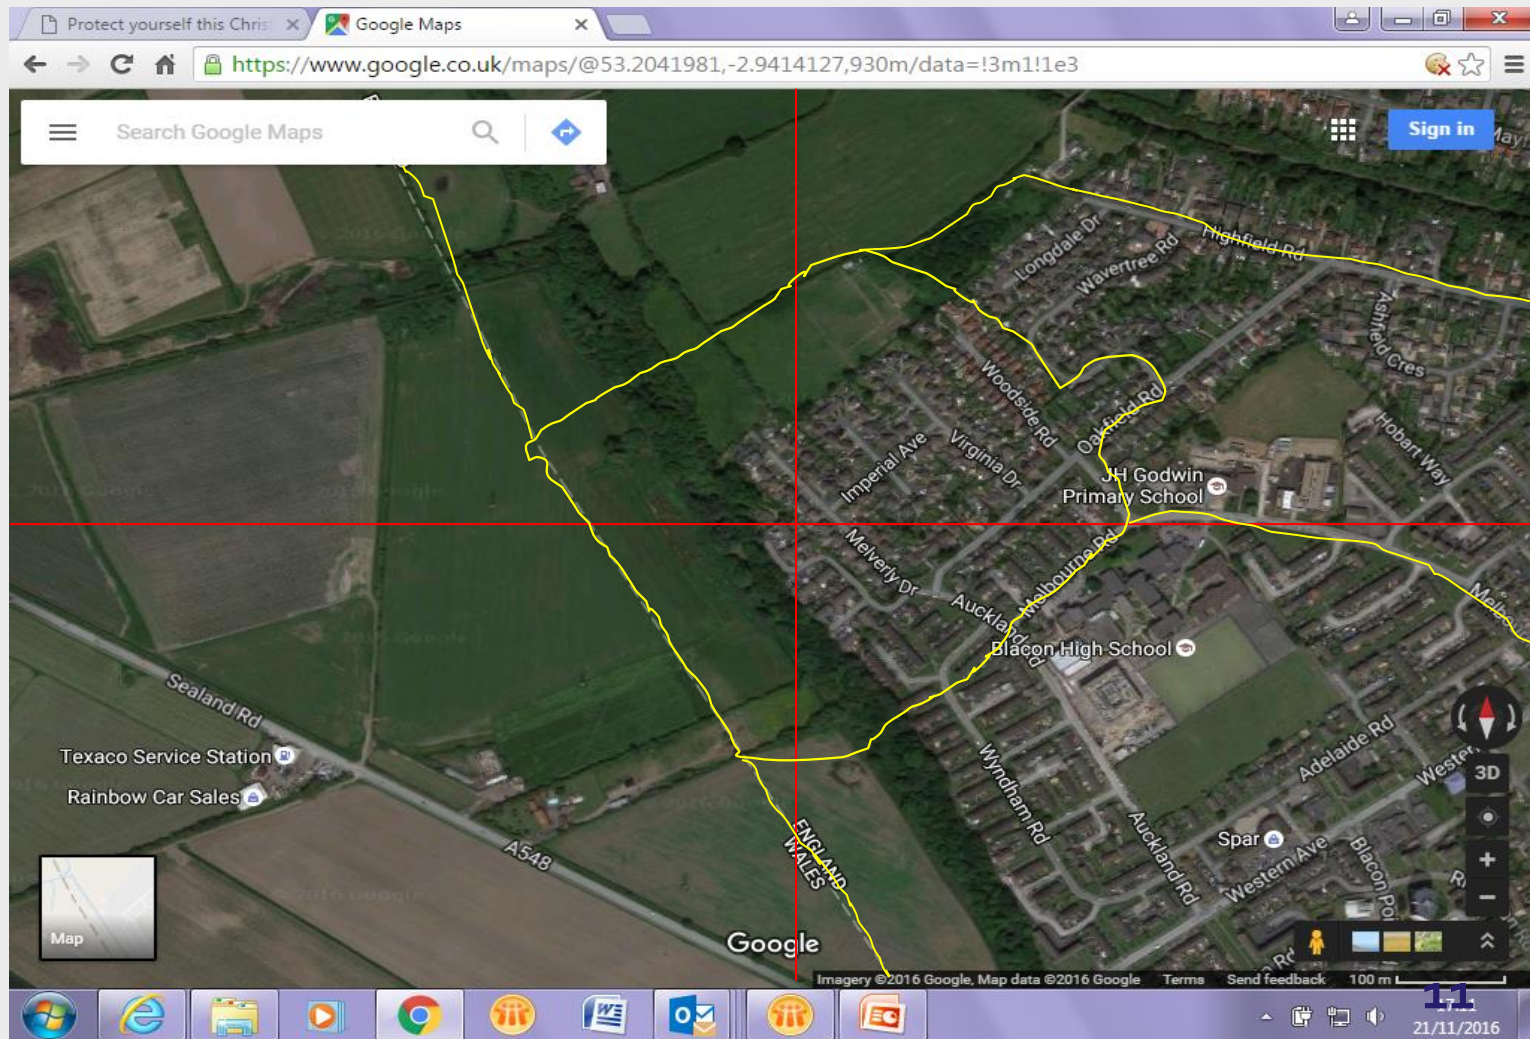 Protect yourself this Chris
Google Maps
https://www.google.co.uk/maps/@53.2041981,-2.9414127,930m/data=!3m1!1e3
Search Google Maps
Sign in
Longdale Dr
Wavertree Rd
Highfield Rd
Ashfield Cres
Woodside Rd
Oakfield Rd
Hobart Way
Imperial Ave
Virginia Dr
JH Godwin
Primary School
Melverly Dr
Melbourne Rd
Auckland Rd
Blacon High School
Sealand Rd
Texaco Service Station
Rainbow Car Sales
A548
Wyndham Rd
Adelaide Rd
Auckland Rd
Western Ave
Spar
Blacon Poi
ENGLAND
WALES
3D
Map
Google
Imagery ©2016 Google, Map data ©2016 Google Terms Send feedback 100 m
11
17:11
21/11/2016